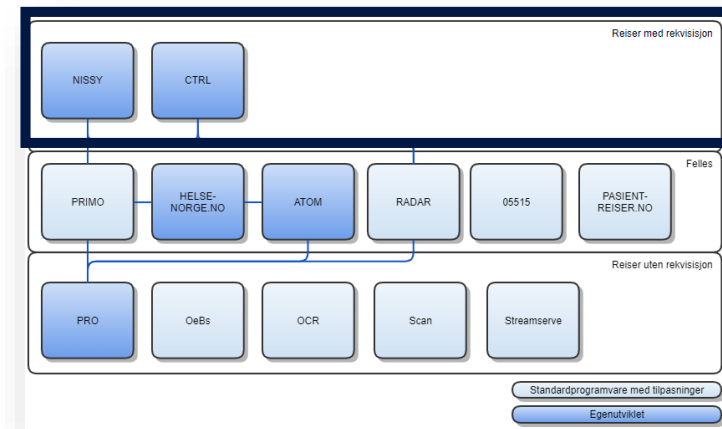 Reiser med rekvisisjon
NISSY
CTRL
Felles
PRIMO
HELSE-
NORGE.NO
ATOM
RADAR
05515
PASIENT-
REISER.NO
Reiser uten rekvisisjon
PRO
OeBs
OCR
Scan
Streamserve
Standardprogramvare med tilpasninger
Egenutviklet